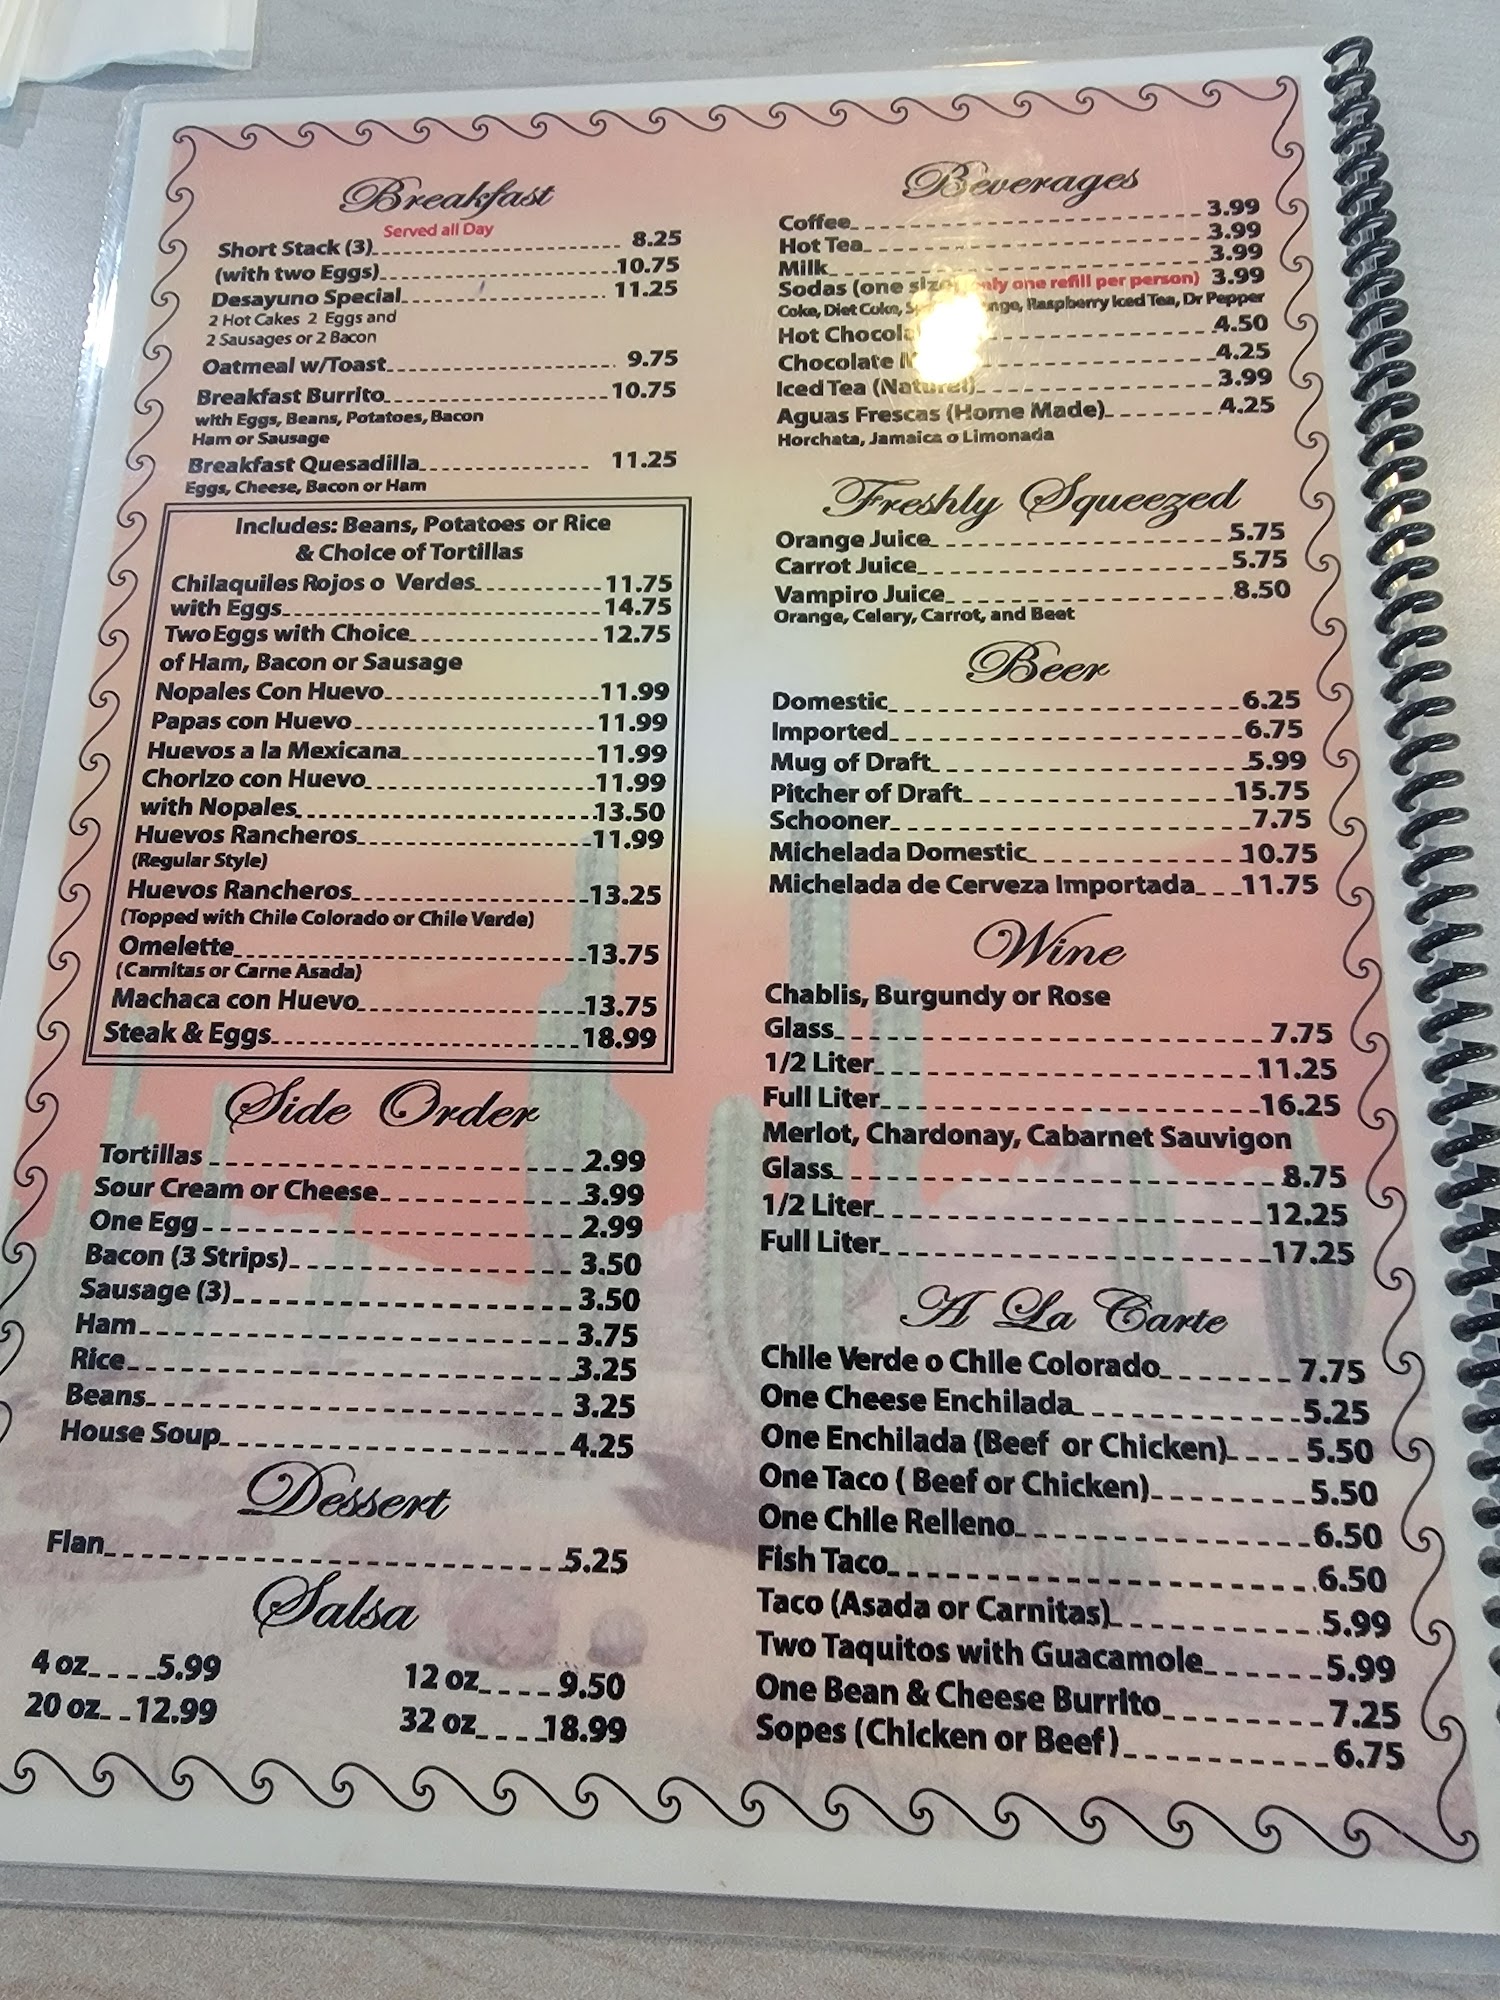 Breakfast
Served all Day
Short Stack (3) 8.25
(with two Eggs) 10.75
Desayuno Special 11.25
2 Hot Cakes 2 Eggs and
2 Sausages or 2 Bacon
Oatmeal w/Toast 9.75
Breakfast Burrito 10.75
with Eggs, Beans, Potatoes, Bacon
Ham or Sausage
Breakfast Quesadilla 11.25
Eggs, Cheese, Bacon or Ham
Includes: Beans, Potatoes or Rice
& Choice of Tortillas
Chilaquiles Rojos o Verdes 11.75
with Eggs 14.75
Two Eggs with Choice 12.75
of Ham, Bacon or Sausage
Nopales Con Huevo 11.99
Papas con Huevo 11.99
Huevos a la Mexicana 11.99
Chorizo con Huevo 11.99
with Nopales 13.50
Huevos Rancheros 11.99
(Regular Style)
Huevos Rancheros 13.25
(Topped with Chile Colorado or Chile Verde)
Omelette 13.75
(Carnitas or Carne Asada)
Machaca con Huevo 13.75
Steak & Eggs 18.99
Side Order
Tortillas 2.99
Sour Cream or Cheese 3.99
One Egg 2.99
Bacon (3 Strips) 3.50
Sausage (3) 3.50
Ham 3.75
Rice 3.25
Beans 3.25
House Soup 4.25
Dessert
Flan 5.25
Salsa
4 oz 5.99 12 oz 9.50
20 oz 12.99 32 oz 18.99
Beverages
Coffee 3.99
Hot Tea 3.99
Milk 3.99
Sodas (one size) one refill per person) 3.99
Coke, Diet Coke, Raspberry Iced Tea, Dr Pepper
Hot 4.50
Chocolate 4.25
Iced Tea (Natural) 3.99
Aguas Frescas (Home Made) 4.25
Horchata, Jamaica o Limonada
Freshly Squeezed
Orange Juice 5.75
Carrot Juice 5.75
Vampiro Juice 8.50
Orange, Celery, Carrot, and Beet
Beer
Domestic 6.25
Imported 6.75
Mug of Draft 5.99
Pitcher of Draft 15.75
Schooner 7.75
Michelada Domestic 10.75
Michelada de Cerveza Importada 11.75
Wine
Chablis, Burgundy or Rose
Glass 7.75
1/2 Liter 11.25
Full Liter 16.25
Merlot, Chardonay, Cabarnet Sauvigon
Glass 8.75
1/2 Liter 12.25
Full Liter 17.25
A La Carte
Chile Verde o Chile Colorado 7.75
One Cheese Enchilada 5.25
One Enchilada (Beef or Chicken) 5.50
One Taco ( Beef or Chicken) 5.50
One Chile Relleno 6.50
Fish Taco 6.50
Taco (Asada or Carnitas) 5.99
Two Taquitos with Guacamole 5.99
One Bean & Cheese Burrito 7.25
Sopes (Chicken or Beef) 6.75